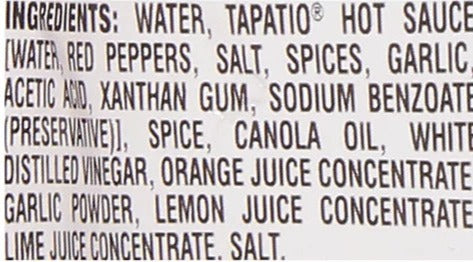 INGREDIENTS: WATER, TAPATIO® HOT SAUCE
[WATER, RED PEPPERS, SALT, SPICES, GARLIC,
ACETIC ACID, XANTHAN GUM, SODIUM BENZOATE
(PRESERVATIVE)], SPICE, CANOLA OIL, WHITE
DISTILLED VINEGAR, ORANGE JUICE CONCENTRATE
GARLIC POWDER, LEMON JUICE CONCENTRATE
LIME JUICE CONCENTRATE, SALT.